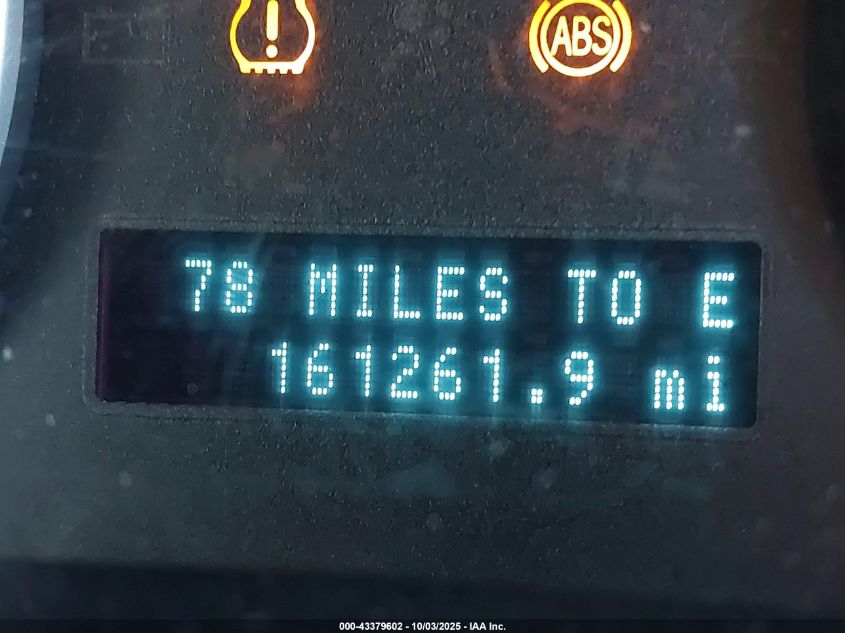 ABS
78 MILES TO E
161261.9 mi
000-43379602 - 10/03/2025 - IAA Inc.